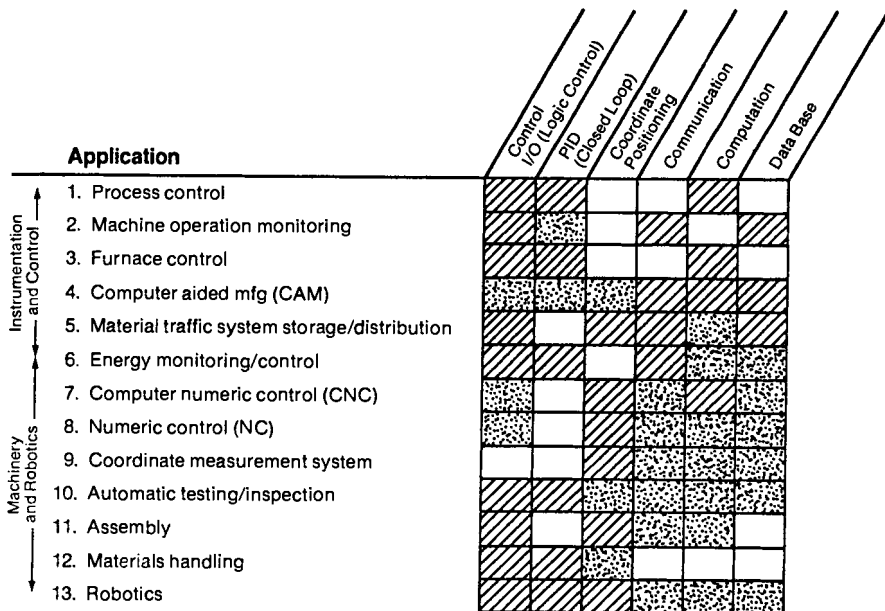 Control
I/O (Logic Control)
PID
(Closed Loop)
Coordinate
Positioning
Communication
Computation
Data Base
Application
Instrumentation
and Control
1. Process control
2. Machine operation monitoring
3. Furnace control
4. Computer aided mfg (CAM)
5. Material traffic system storage/distribution
Machinery
and Robotics
6. Energy monitoring/control
7. Computer numeric control (CNC)
8. Numeric control (NC)
9. Coordinate measurement system
10. Automatic testing/inspection
11. Assembly
12. Materials handling
13. Robotics